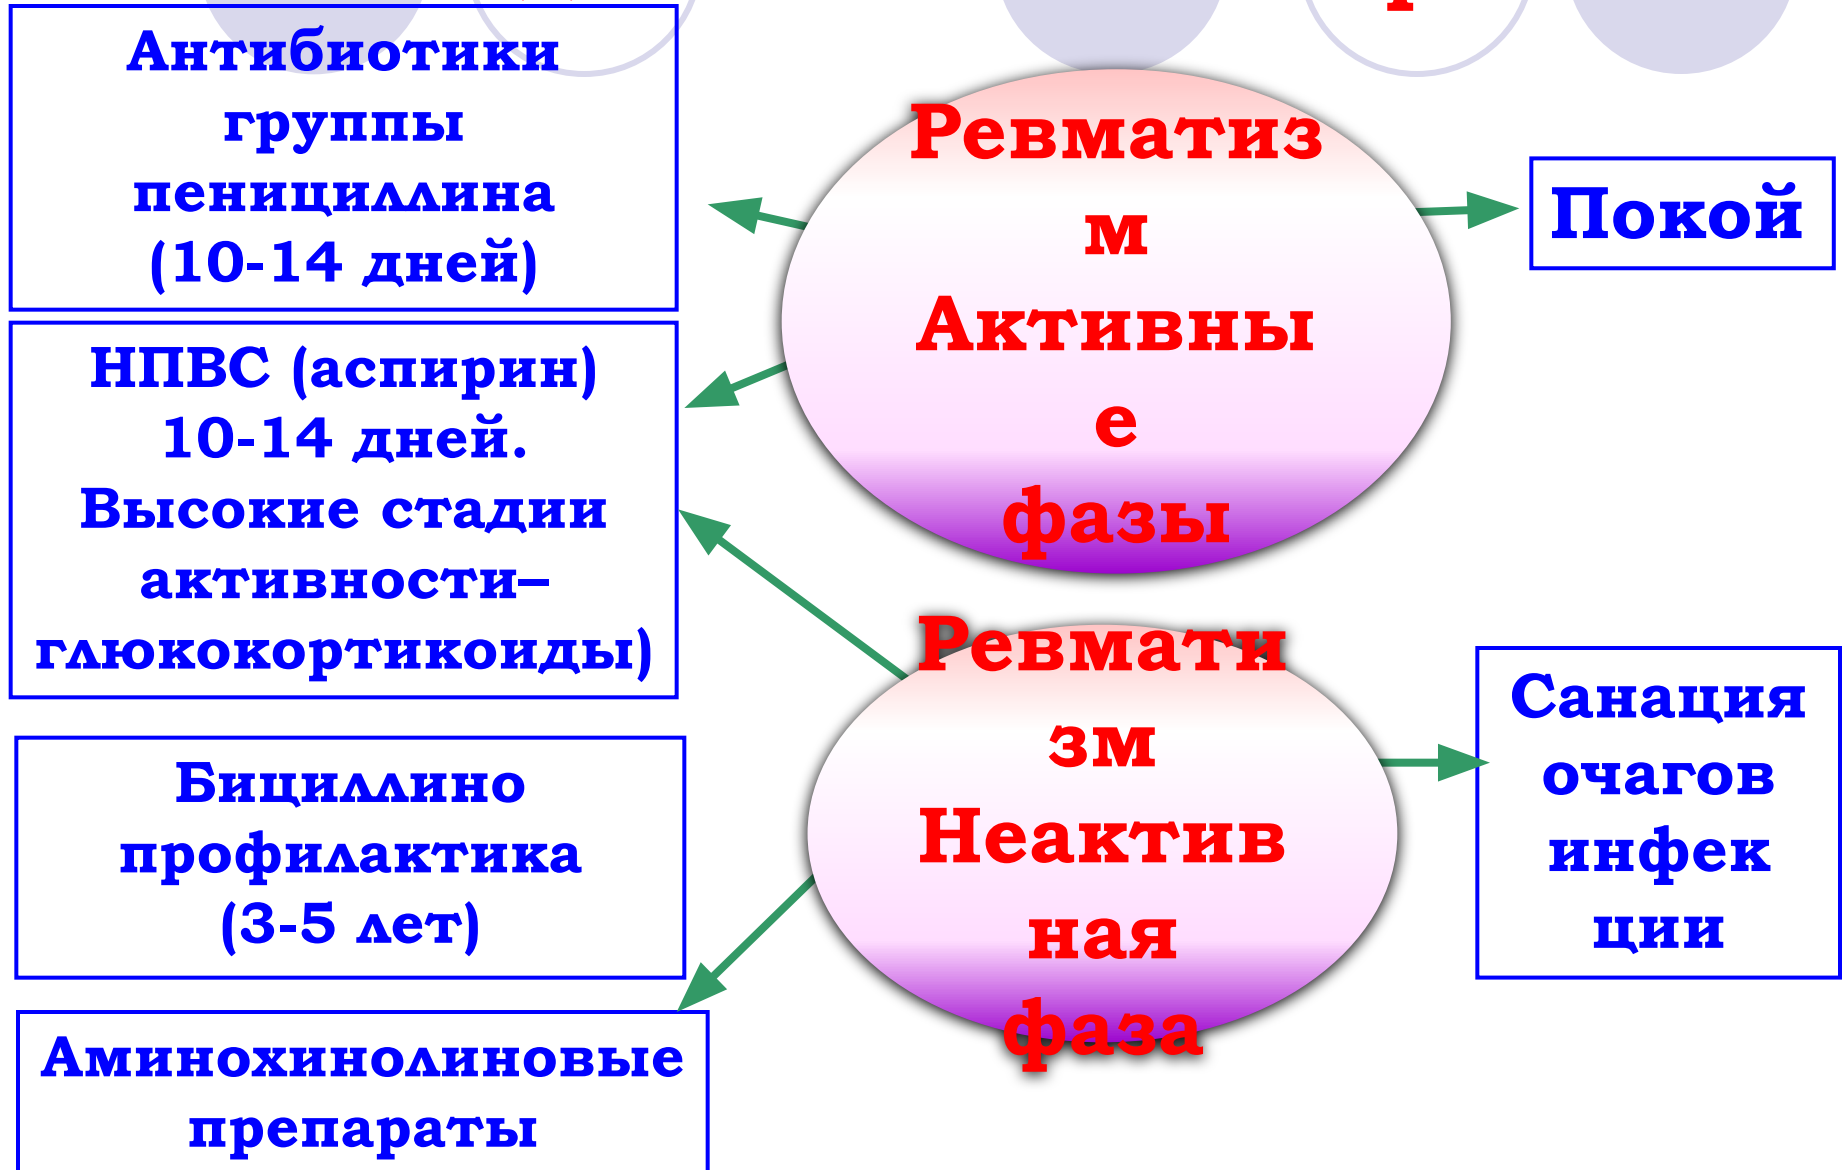 Антибиотики
группы
пенициллина
(10-14 дней)
НПВС (аспирин)
10-14 дней.
Высокие стадии
активности–
глюкокортикоиды)
Бициллино
профилактика
(3-5 лет)
Аминохинолиновые
препараты
Ревматиз
м
Активны
е
фазы
Ревмати
зм
Неактив
ная
фаза
Покой
Санация
очагов
инфек
ции